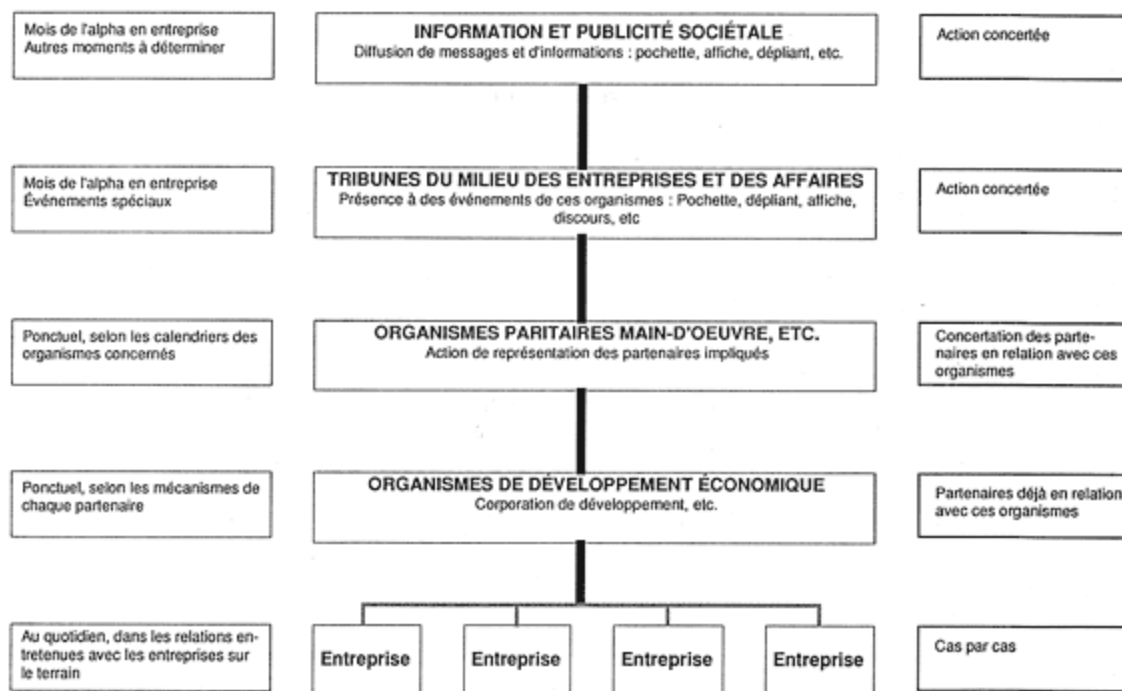 Mois de l'alpha en entreprise
Autres moments à déterminer
INFORMATION ET PUBLICITÉ SOCIÉTALE
Diffusion de messages et d'informations : pochette, affiche, dépliant, etc.
Action concertée
Mois de l'alpha en entreprise
Événements spéciaux
TRIBUNES DU MILIEU DES ENTREPRISES ET DES AFFAIRES
Présence à des événements de ces organismes : Pochette, dépliant, affiche,
discours, etc
Action concertée
Ponctuel, selon les calendriers des
organismes concernés
ORGANISMES PARITAIRES MAIN-D'OEUVRE, ETC.
Action de représentation des partenaires impliqués
Concertation des parte-
naires en relation avec ces
organismes
Ponctuel, selon les mécanismes de
chaque partenaire
ORGANISMES DE DÉVELOPPEMENT ÉCONOMIQUE
Corporation de développement, etc.
Partenaires déjà en relation
avec ces organismes
Au quotidien, dans les relations en-
tretenues avec les entreprises sur
le terrain
Entreprise
Entreprise
Entreprise
Entreprise
Cas par cas